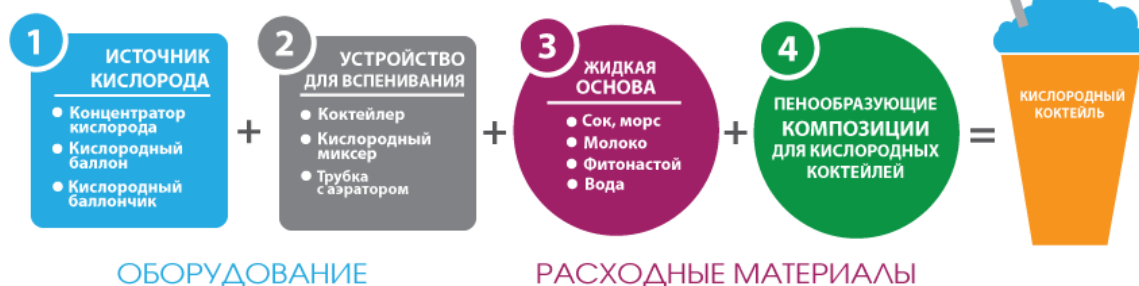 1
ИСТОЧНИК
КИСЛОРОДА
Концентратор
кислорода
Кислородный
баллон
Кислородный
баллончик
+
2
УСТРОЙСТВО
ДЛЯ ВСПЕНИВАНИЯ
Коктейлер
Кислородный
миксер
Трубка
с аэратором
+
3
ЖИДКАЯ
ОСНОВА
Сок, морс
Молоко
Фитонастой
Вода
+
4
ПЕНООБРАЗУЮЩИЕ
КОМПОЗИЦИИ
ДЛЯ КИСЛОРОДНЫХ
КОКТЕЙЛЕЙ
=
КИСЛОРОДНЫЙ
КОКТЕЙЛЬ
ОБОРУДОВАНИЕ
РАСХОДНЫЕ МАТЕРИАЛЫ